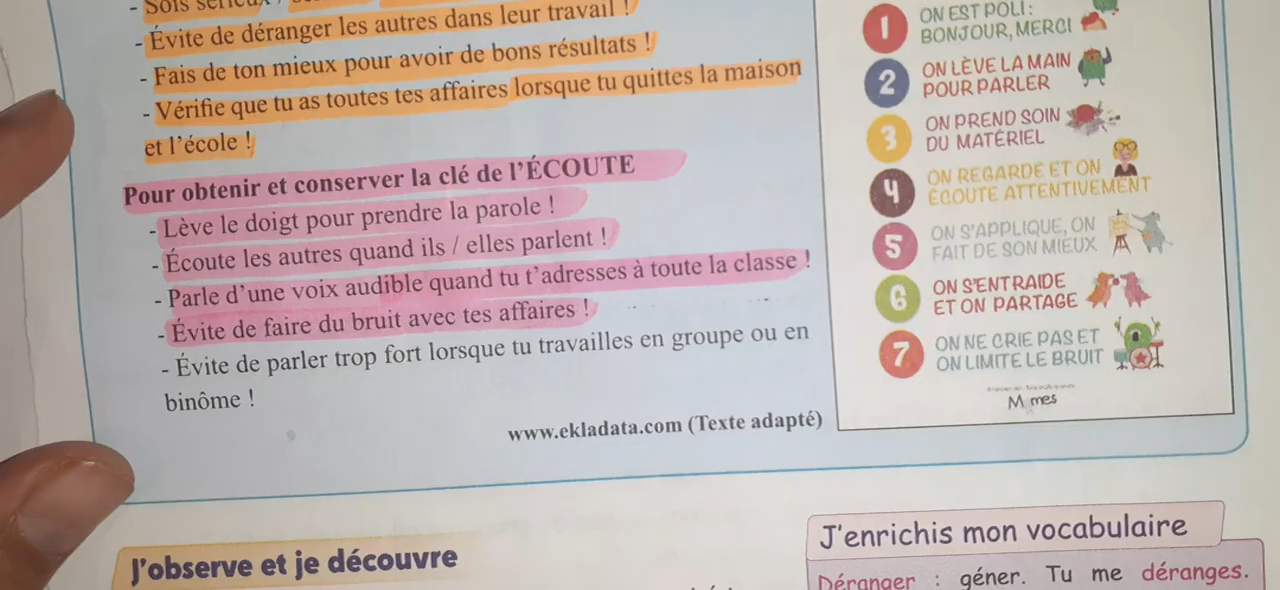 - Sois
- Évite de déranger les autres dans leur travail !
- Fais de ton mieux pour avoir de bons résultats !
- Vérifie que tu as toutes tes affaires lorsque tu quittes la maison
et l'école !
Pour obtenir et conserver la clé de l'ÉCOUTE
- Lève le doigt pour prendre la parole !
- Écoute les autres quand ils / elles parlent !
- Parle d'une voix audible quand tu t'adresses à toute la classe !
- Évite de faire du bruit avec tes affaires !
- Évite de parler trop fort lorsque tu travailles en groupe ou en
binôme !
www.ekladata.com (Texte adapté)
1 ON EST POLI :
BONJOUR, MERCI
2 ON LÈVE LA MAIN
POUR PARLER
3 ON PREND SOIN
DU MATÉRIEL
4 ON REGARDE ET ON
ÉCOUTE ATTENTIVEMENT
5 ON S'APPLIQUE, ON
FAIT DE SON MIEUX
6 ON S'ENTRAIDE
ET ON PARTAGE
7 ON NE CRIE PAS ET
ON LIMITE LE BRUIT
J'observe et je découvre
J'enrichis mon vocabulaire
Déranger : géner. Tu me déranges.